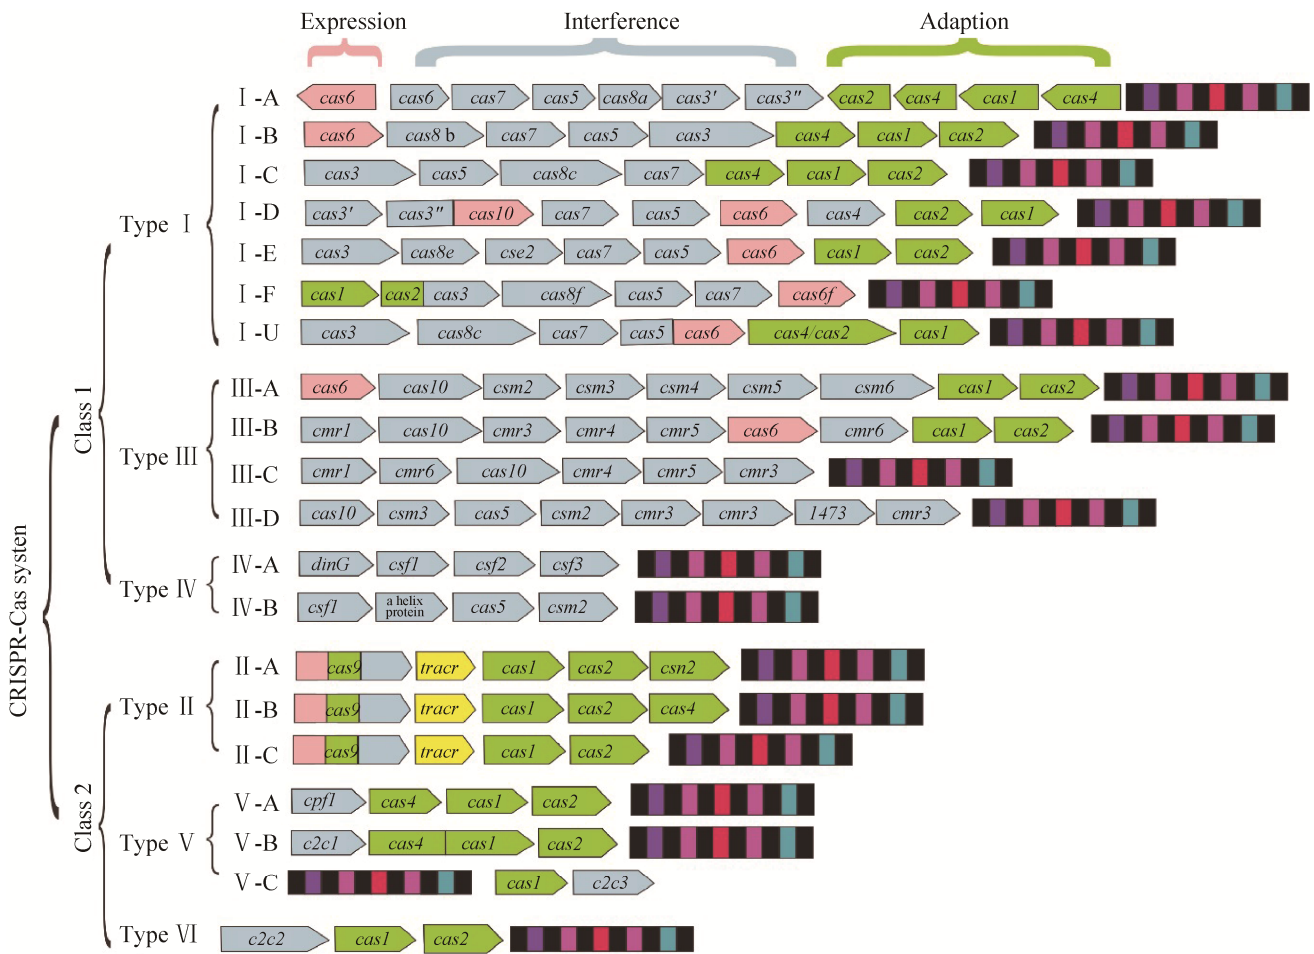 Expression Interference Adaption
Ⅰ-A cas6 cas6 cas7 cas5 cas8a cas3' cas3" cas2 cas4 cas1 cas4
Ⅰ-B cas6 cas8 b cas7 cas5 cas3 cas4 cas1 cas2
Ⅰ-C cas3 cas5 cas8c cas7 cas4 cas1 cas2
Type Ⅰ
Ⅰ-D cas3' cas3" cas10 cas7 cas5 cas6 cas4 cas2 cas1
Ⅰ-E cas3 cas8e cse2 cas7 cas5 cas6 cas1 cas2
Ⅰ-F cas1 cas2 cas3 cas8f cas5 cas7 cas6f
Ⅰ-U cas3 cas8c cas7 cas5 cas6 cas4/cas2 cas1
Class 1
III-A cas6 cas10 csm2 csm3 csm4 csm5 csm6 cas1 cas2
III-B cmr1 cas10 cmr3 cmr4 cmr5 cas6 cmr6 cas1 cas2
Type III
III-C cmr1 cmr6 cas10 cmr4 cmr5 cmr3
III-D cas10 csm3 cas5 csm2 cmr3 cmr3 1473 cmr3
CRISPR-Cas systen
Ⅳ-A dinG csf1 csf2 csf3
Type Ⅳ
Ⅳ-B csf1 a helix
protein cas5 csm2
II-A cas9 tracr cas1 cas2 csn2
Type II
II-B cas9 tracr cas1 cas2 cas4
II-C cas9 tracr cas1 cas2
Class 2
V-A cpf1 cas4 cas1 cas2
Type V
V-B c2c1 cas4 cas1 cas2
V-C cas1 c2c3
Type Ⅵ c2c2 cas1 cas2